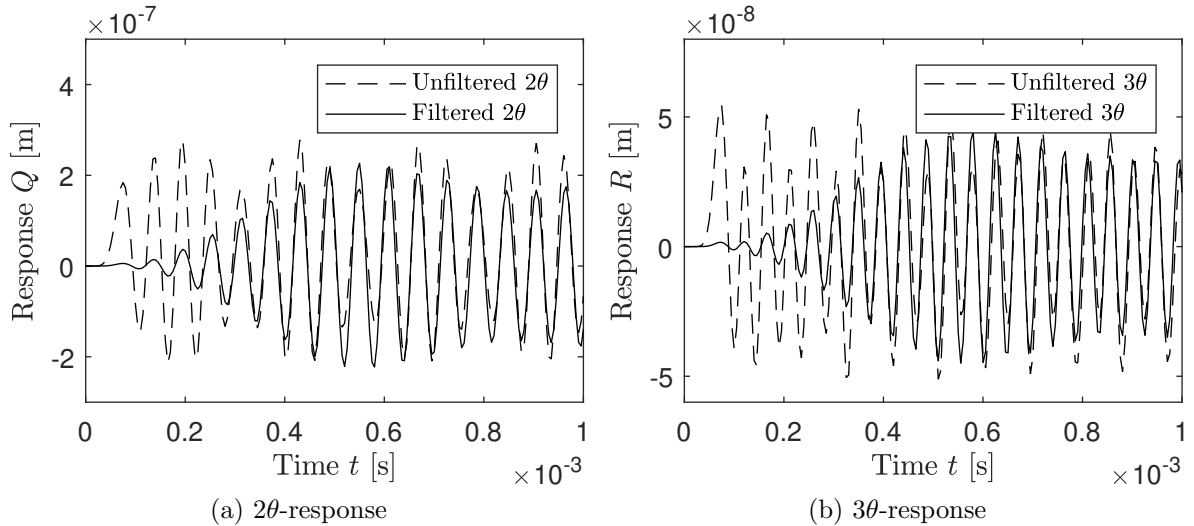 ×10⁻⁷
4
2
0
-2
Response Q [m]
Unfiltered 2θ
Filtered 2θ
0
0.2
0.4
0.6
0.8
1
Time t [s]
×10⁻³
(a) 2θ-response
×10⁻⁸
5
0
-5
Response R [m]
Unfiltered 3θ
Filtered 3θ
0
0.2
0.4
0.6
0.8
1
Time t [s]
×10⁻³
(b) 3θ-response